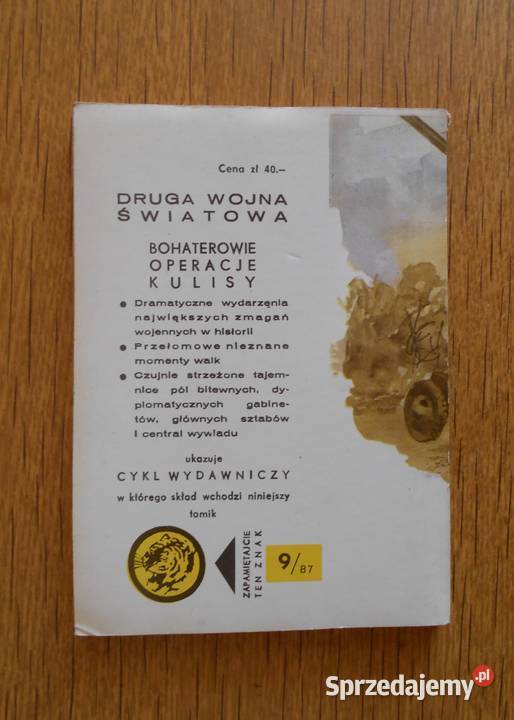 Cena zł 40.—
DRUGA WOJNA
ŚWIATOWA
BOHATEROWIE
OPERACJE
KULISY
● Dramatyczne wydarzenia
największych zmagań
wojennych w historii
● Przełomowe nieznane
momenty walk
● Czujnie strzeżone tajem-
nice pól bitewnych, dy-
plomatycznych gabine-
tów, głównych sztabów
i central wywiadu
ukazuje
CYKL WYDAWNICZY
w którego skład wchodzi niniejszy
tomik
ZAPAMIĘTAJCIE
TEN ZNAK
9/87
Sprzedajemy.pl